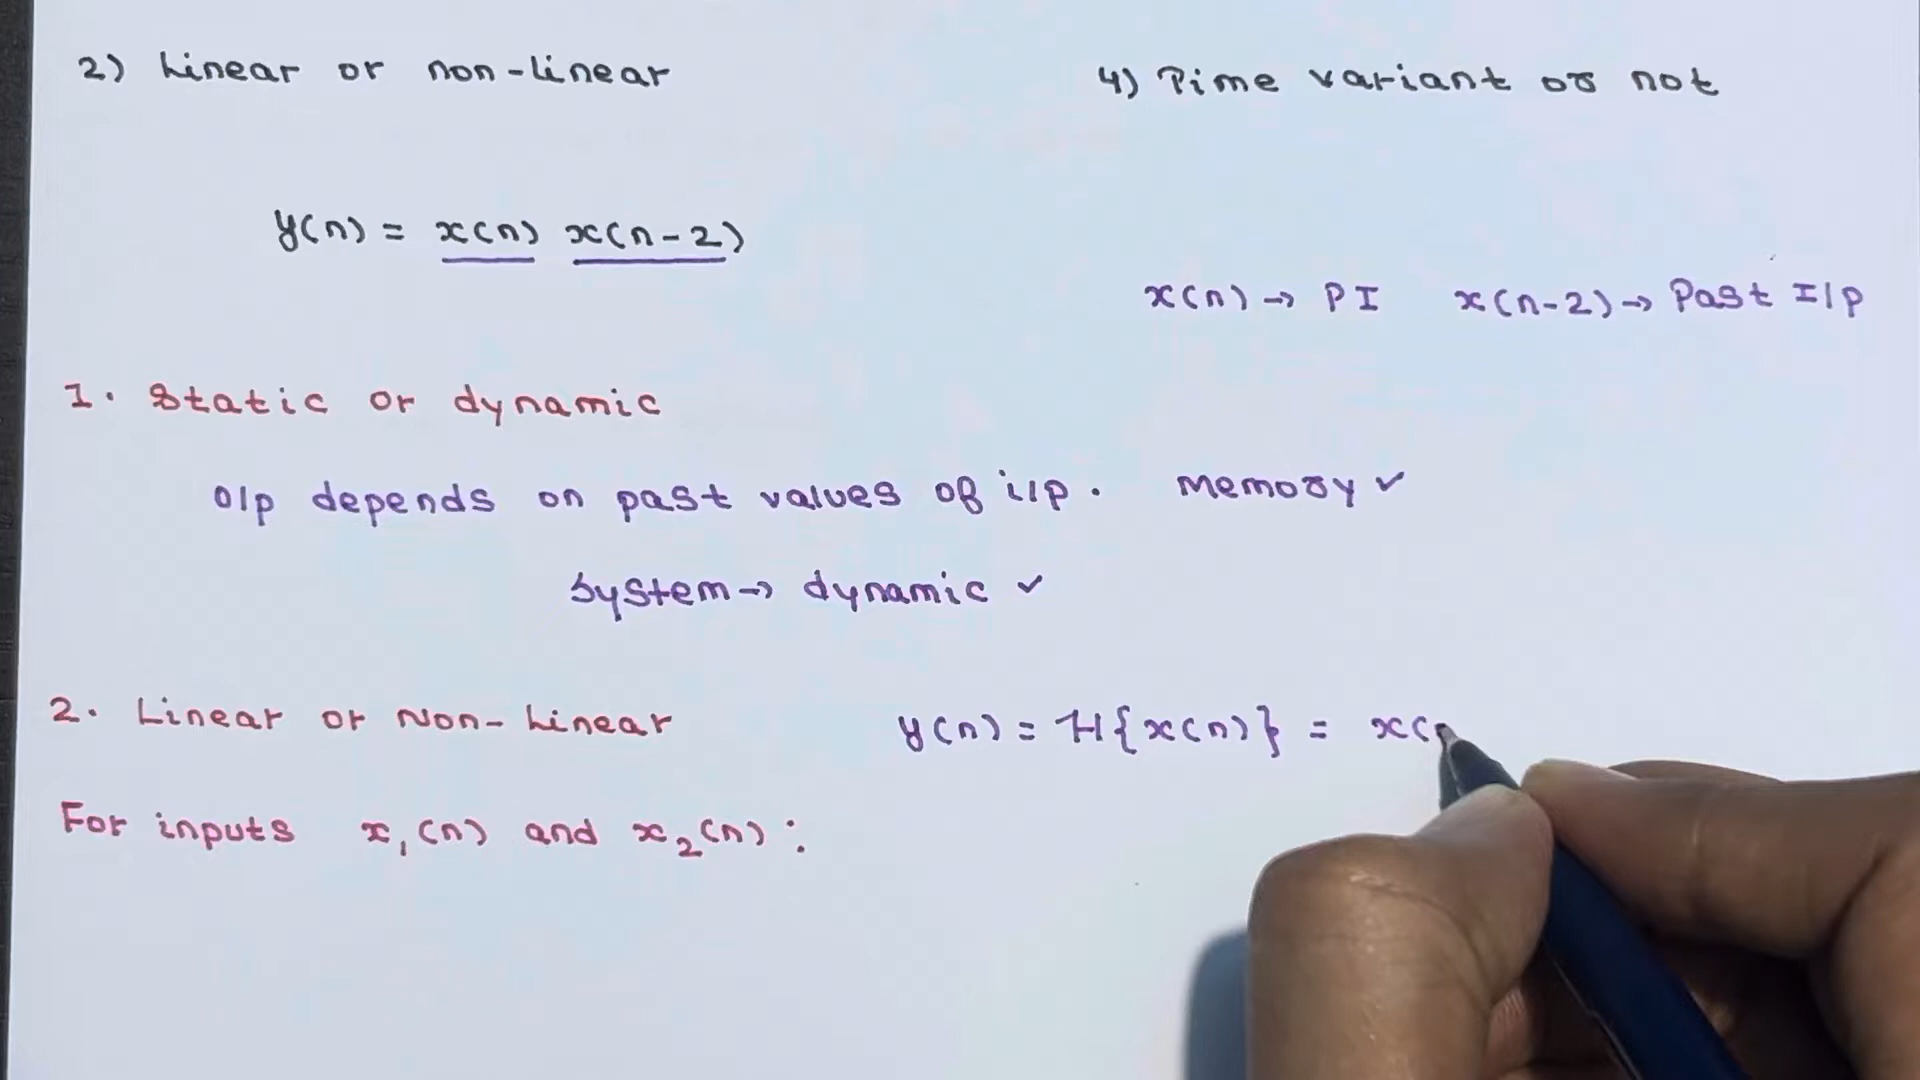 2) Linear or non-linear
4) Time variant or not
y(n) = x(n) x(n-2)
x(n) → PI x(n-2) → Past I/p
1. Static or dynamic
O/p depends on past values of i/p. Memory ✓
System → dynamic ✓
2. Linear or Non-Linear
y(n) = H{x(n)} = x(n
For inputs x₁(n) and x₂(n) :